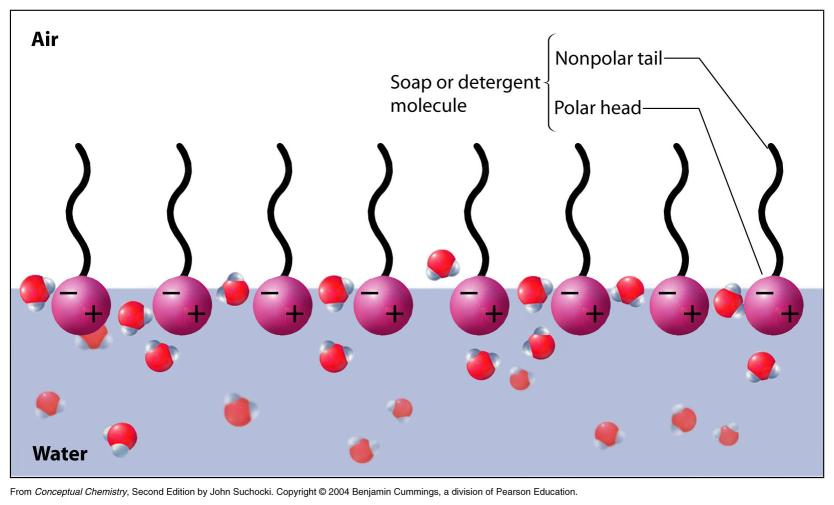 Air
Nonpolar tail
Soap or detergent
molecule
Polar head
− + − + − + − + − + − + − + − +
Water
From Conceptual Chemistry, Second Edition by John Suchocki. Copyright © 2004 Benjamin Cummings, a division of Pearson Education.